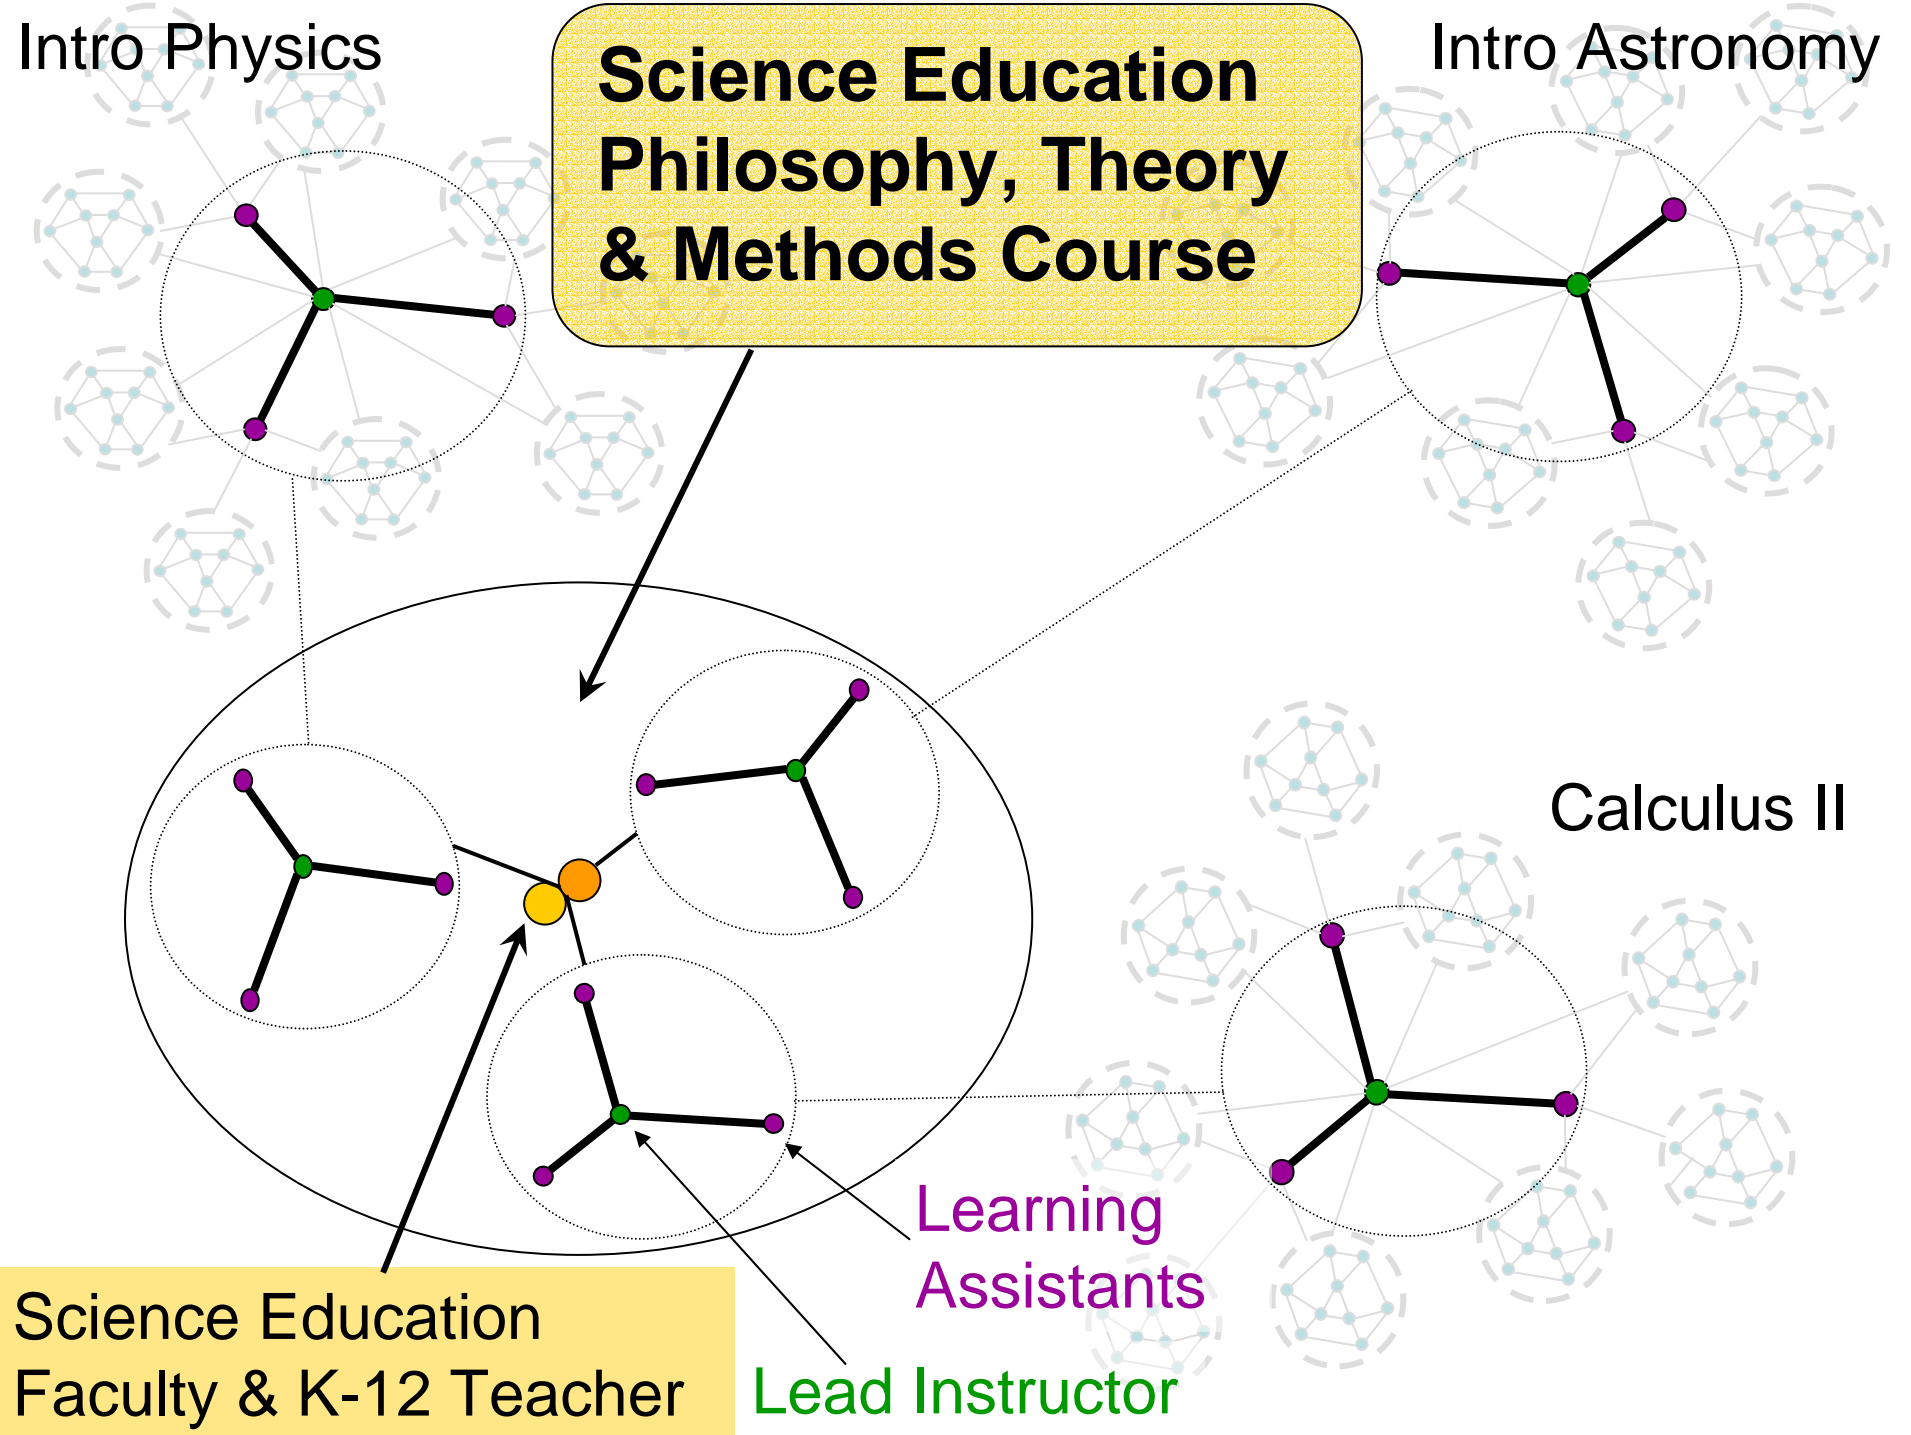 Intro Physics
Science Education
Philosophy, Theory
& Methods Course
Intro Astronomy
Calculus II
Learning
Assistants
Science Education
Faculty & K-12 Teacher
Lead Instructor